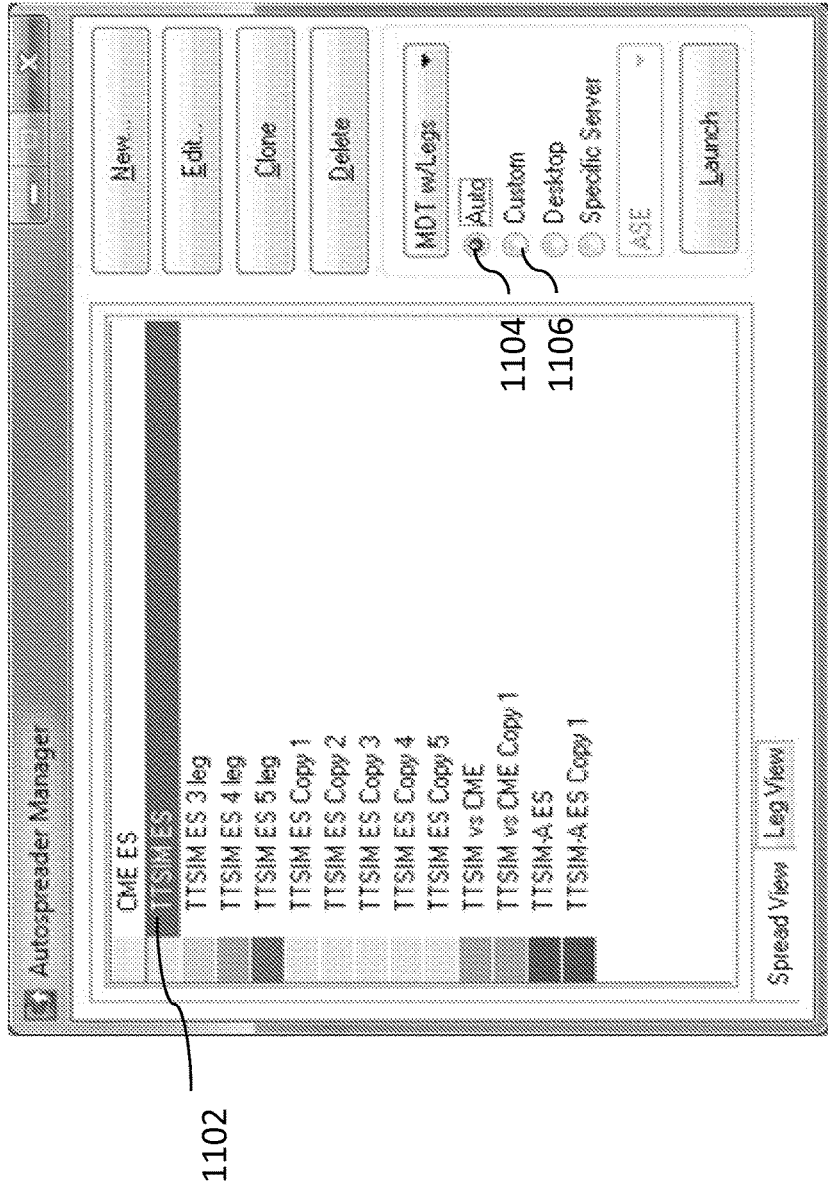 Autospreader Manager
CME ES
TTSIM ES
TTSIM ES 3 leg
TTSIM ES 4 leg
TTSIM ES 5 leg
TTSIM ES Copy 1
TTSIM ES Copy 2
TTSIM ES Copy 3
TTSIM ES Copy 4
TTSIM ES Copy 5
TTSIM vs CME
TTSIM vs CME Copy 1
TTSIM-A ES
TTSIM-A ES Copy 1
Spread View
Leg View
New...
Edit...
Clone
Delete
MDT w/Legs
Auto
Custom
Desktop
Specific Server
ASE
Launch
1102
1104
1106